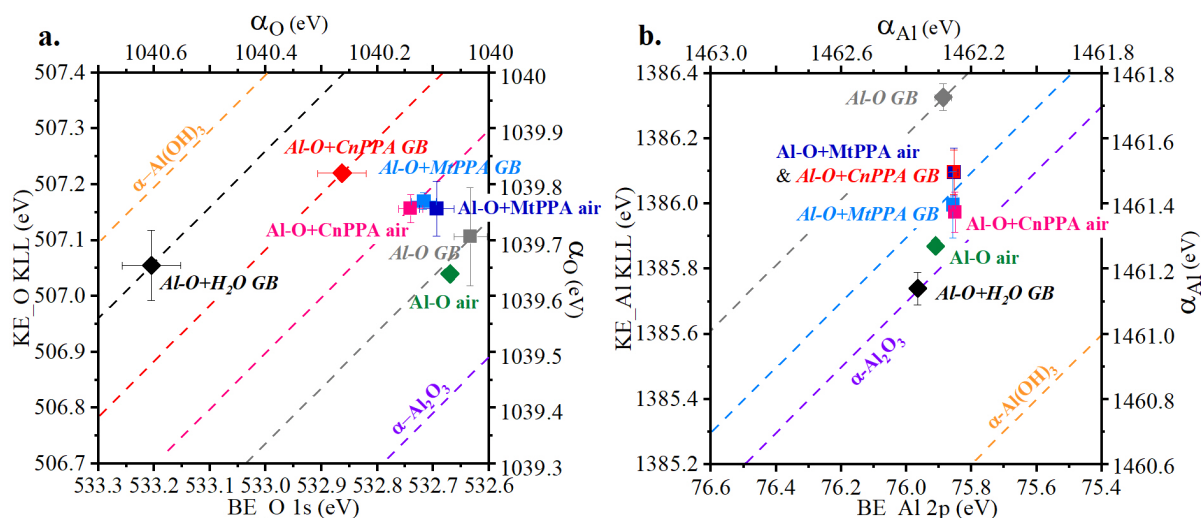 a.
α_O (eV)
1040.6 1040.4 1040.2 1040
507.4
507.3
507.2
507.1
507.0
506.9
506.8
506.7
KE_O KLL (eV)
α–Al(OH)3
Al-O+CnPPA GB
Al-O+MtPPA GB
Al-O+MtPPA air
Al-O+CnPPA air
Al-O GB
Al-O+H2O GB
Al-O air
α–Al2O3
1040
1039.9
1039.8
1039.7
1039.6
1039.5
1039.4
1039.3
αO (eV)
533.3 533.2 533.1 533.0 532.9 532.8 532.7 532.6
BE_O 1s (eV)
b.
αAl (eV)
1463.0 1462.6 1462.2 1461.8
1386.4
1386.2
1386.0
1385.8
1385.6
1385.4
1385.2
KE_Al KLL (eV)
Al-O GB
Al-O+MtPPA air
& Al-O+CnPPA GB
Al-O+MtPPA GB
Al-O+CnPPA air
Al-O air
Al-O+H2O GB
α-Al2O3
α-Al(OH)3
1461.8
1461.6
1461.4
1461.2
1461.0
1460.8
1460.6
αAl (eV)
76.6 76.4 76.2 76.0 75.8 75.6 75.4
BE_Al 2p (eV)